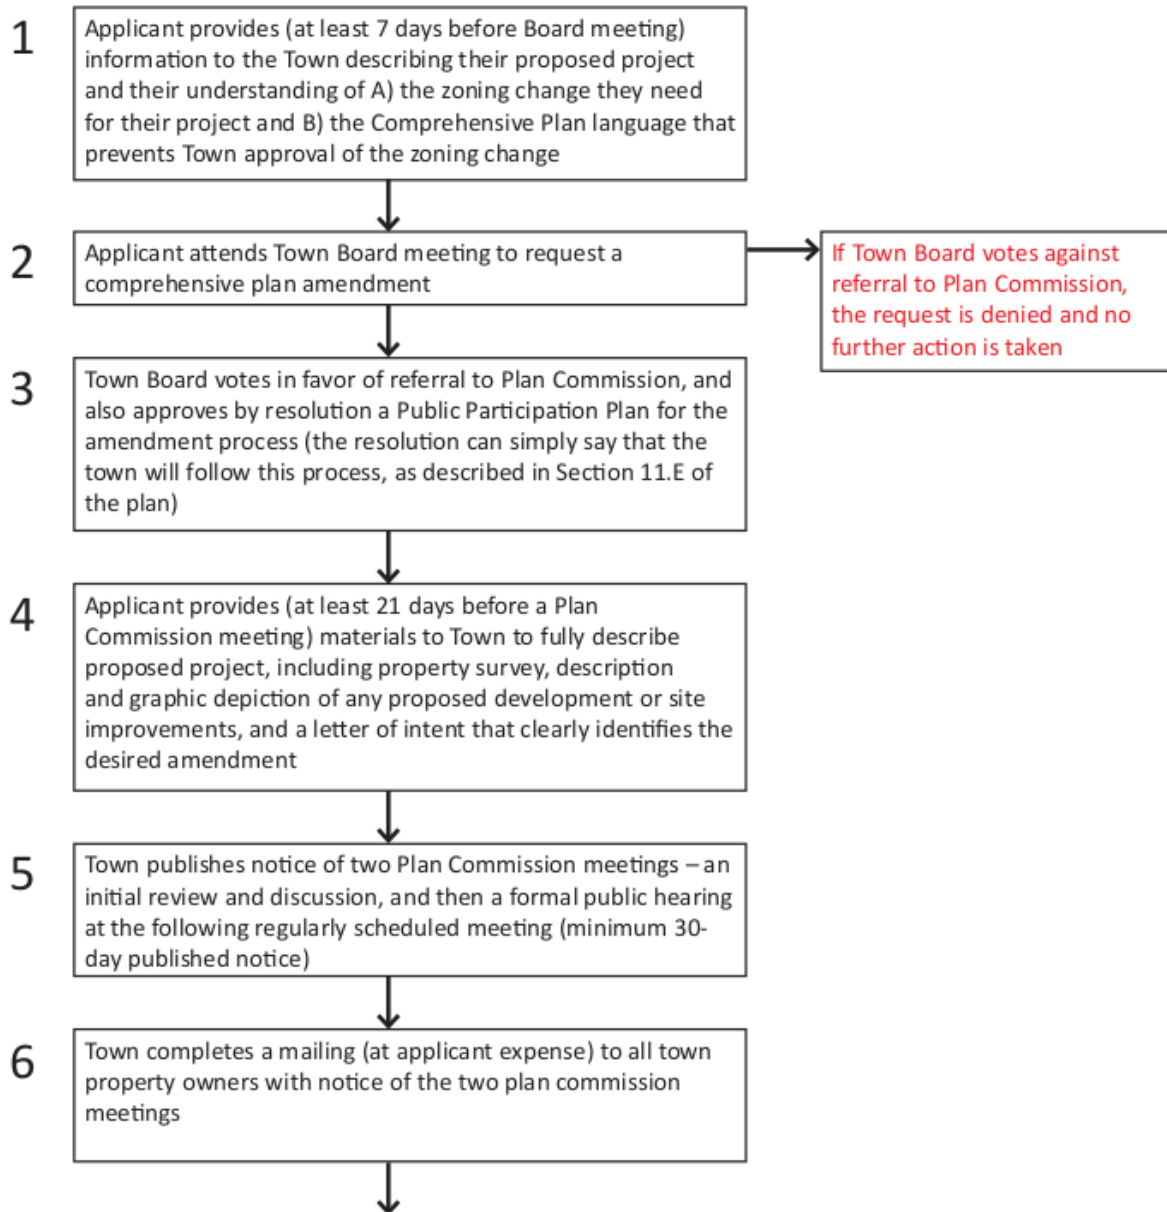 1
Applicant provides (at least 7 days before Board meeting)
information to the Town describing their proposed project
and their understanding of A) the zoning change they need
for their project and B) the Comprehensive Plan language that
prevents Town approval of the zoning change
2
Applicant attends Town Board meeting to request a
comprehensive plan amendment
If Town Board votes against
referral to Plan Commission,
the request is denied and no
further action is taken
3
Town Board votes in favor of referral to Plan Commission, and
also approves by resolution a Public Participation Plan for the
amendment process (the resolution can simply say that the
town will follow this process, as described in Section 11.E of
the plan)
4
Applicant provides (at least 21 days before a Plan
Commission meeting) materials to Town to fully describe
proposed project, including property survey, description
and graphic depiction of any proposed development or site
improvements, and a letter of intent that clearly identifies the
desired amendment
5
Town publishes notice of two Plan Commission meetings – an
initial review and discussion, and then a formal public hearing
at the following regularly scheduled meeting (minimum 30-
day published notice)
6
Town completes a mailing (at applicant expense) to all town
property owners with notice of the two plan commission
meetings